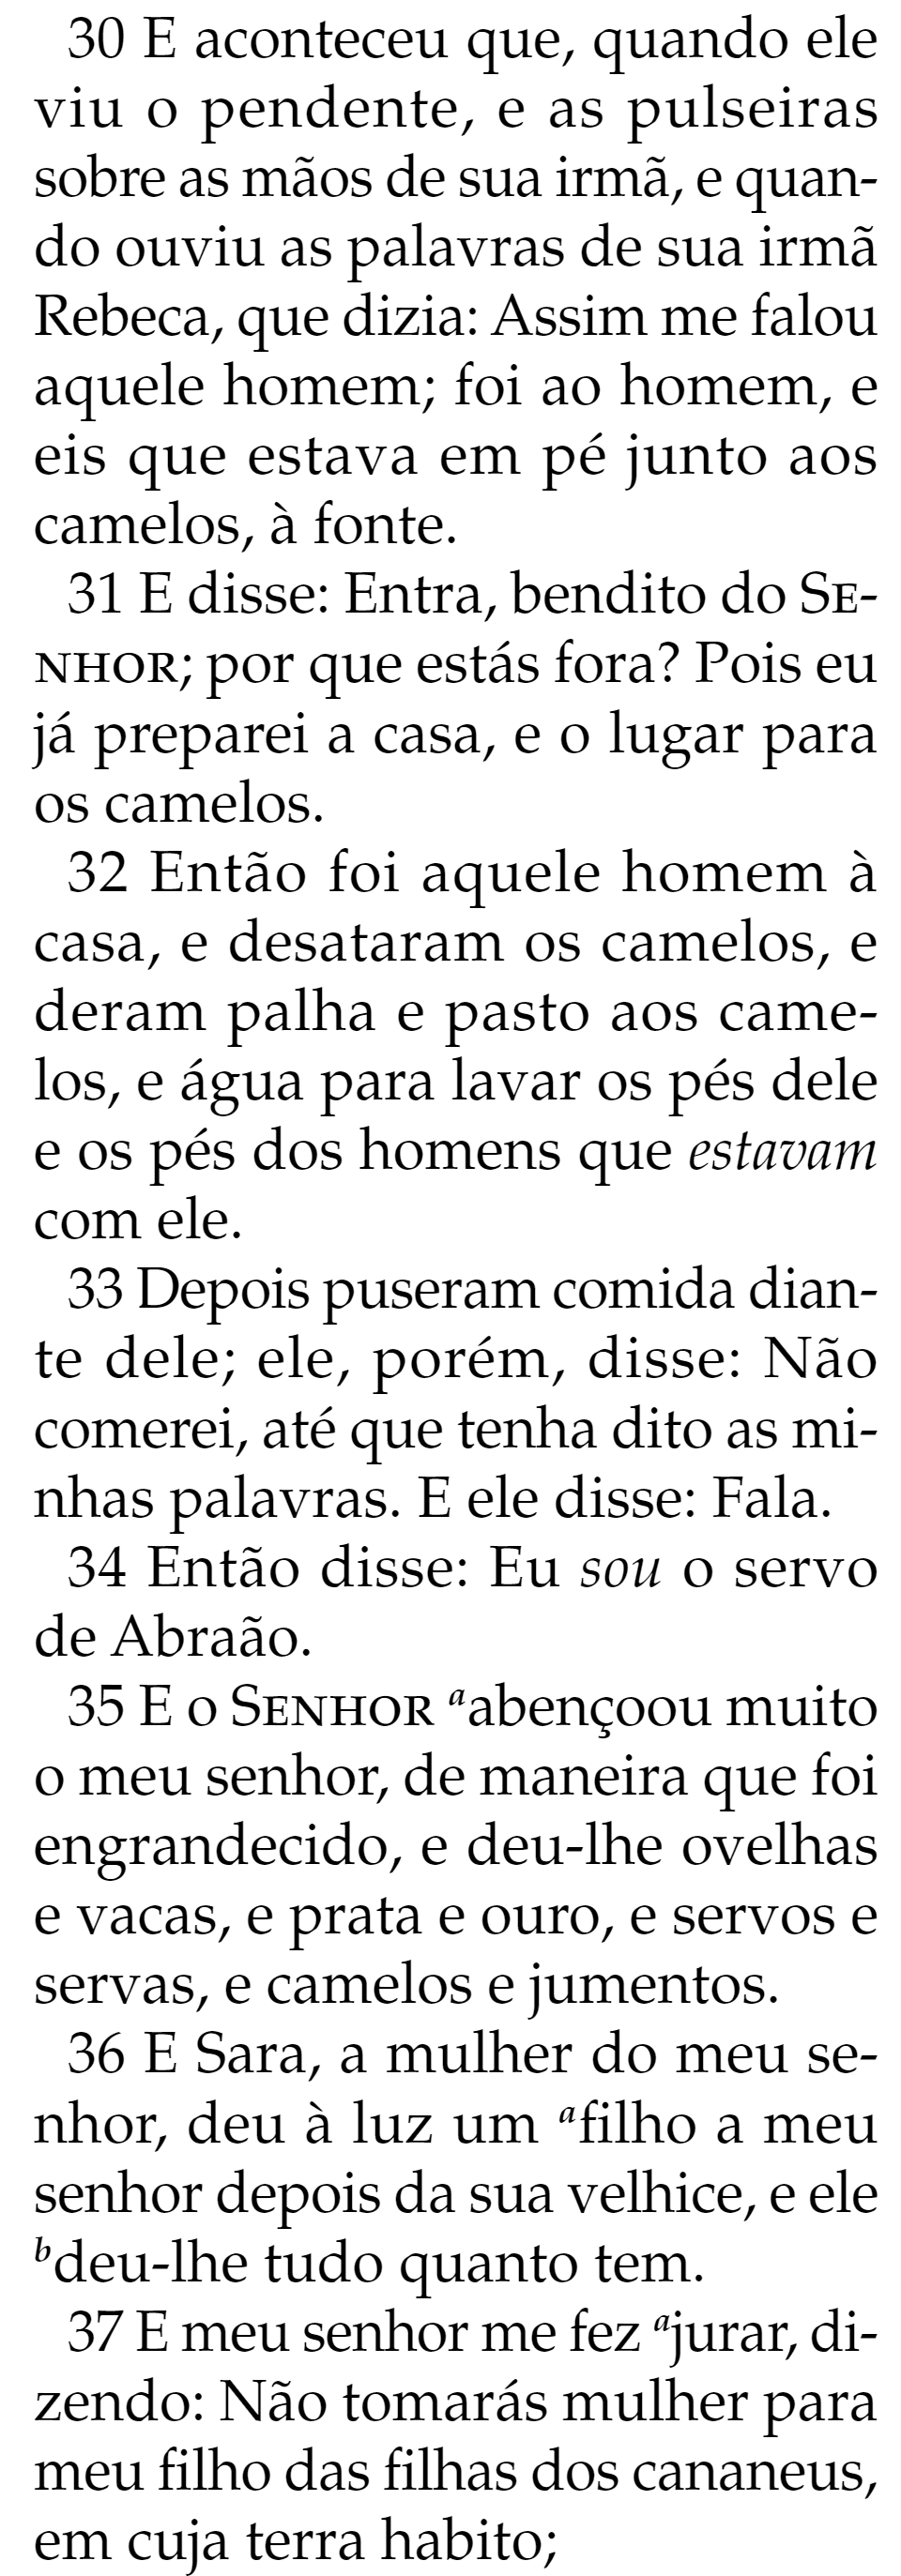 30 E aconteceu que, quando ele
viu o pendente, e as pulseiras
sobre as mãos de sua irmã, e quan-
do ouviu as palavras de sua irmã
Rebeca, que dizia: Assim me falou
aquele homem; foi ao homem, e
eis que estava em pé junto aos
camelos, à fonte.
31 E disse: Entra, bendito do SE-
NHOR; por que estás fora? Pois eu
já preparei a casa, e o lugar para
os camelos.
32 Então foi aquele homem à
casa, e desataram os camelos, e
deram palha e pasto aos came-
los, e água para lavar os pés dele
e os pés dos homens que estavam
com ele.
33 Depois puseram comida dian-
te dele; ele, porém, disse: Não
comerei, até que tenha dito as mi-
nhas palavras. E ele disse: Fala.
34 Então disse: Eu sou o servo
de Abraão.
35 E o SENHOR aabençoou muito
o meu senhor, de maneira que foi
engrandecido, e deu-lhe ovelhas
e vacas, e prata e ouro, e servos e
servas, e camelos e jumentos.
36 E Sara, a mulher do meu se-
nhor, deu à luz um afilho a meu
senhor depois da sua velhice, e ele
bdeu-lhe tudo quanto tem.
37 E meu senhor me fez ajurar, di-
zendo: Não tomarás mulher para
meu filho das filhas dos cananeus,
em cuja terra habito;